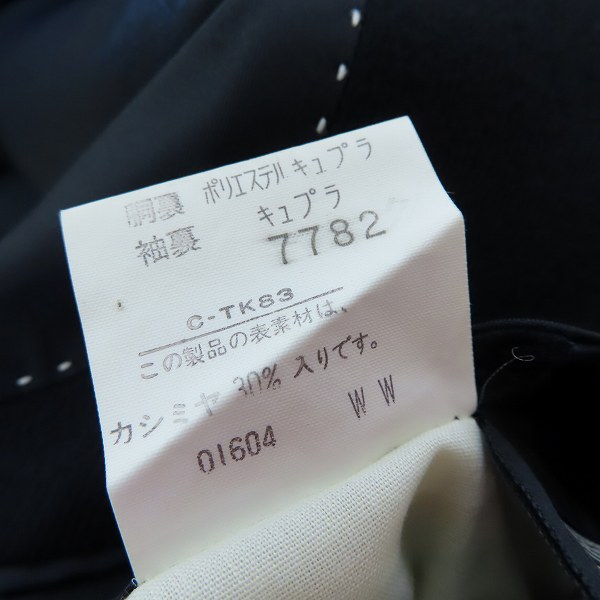 胴裏 ポリエステル キュプラ
袖裏 キュプラ
7782
C-TK83
この製品の表素材は、
カシミヤ 30% 入りです。
01604 W W